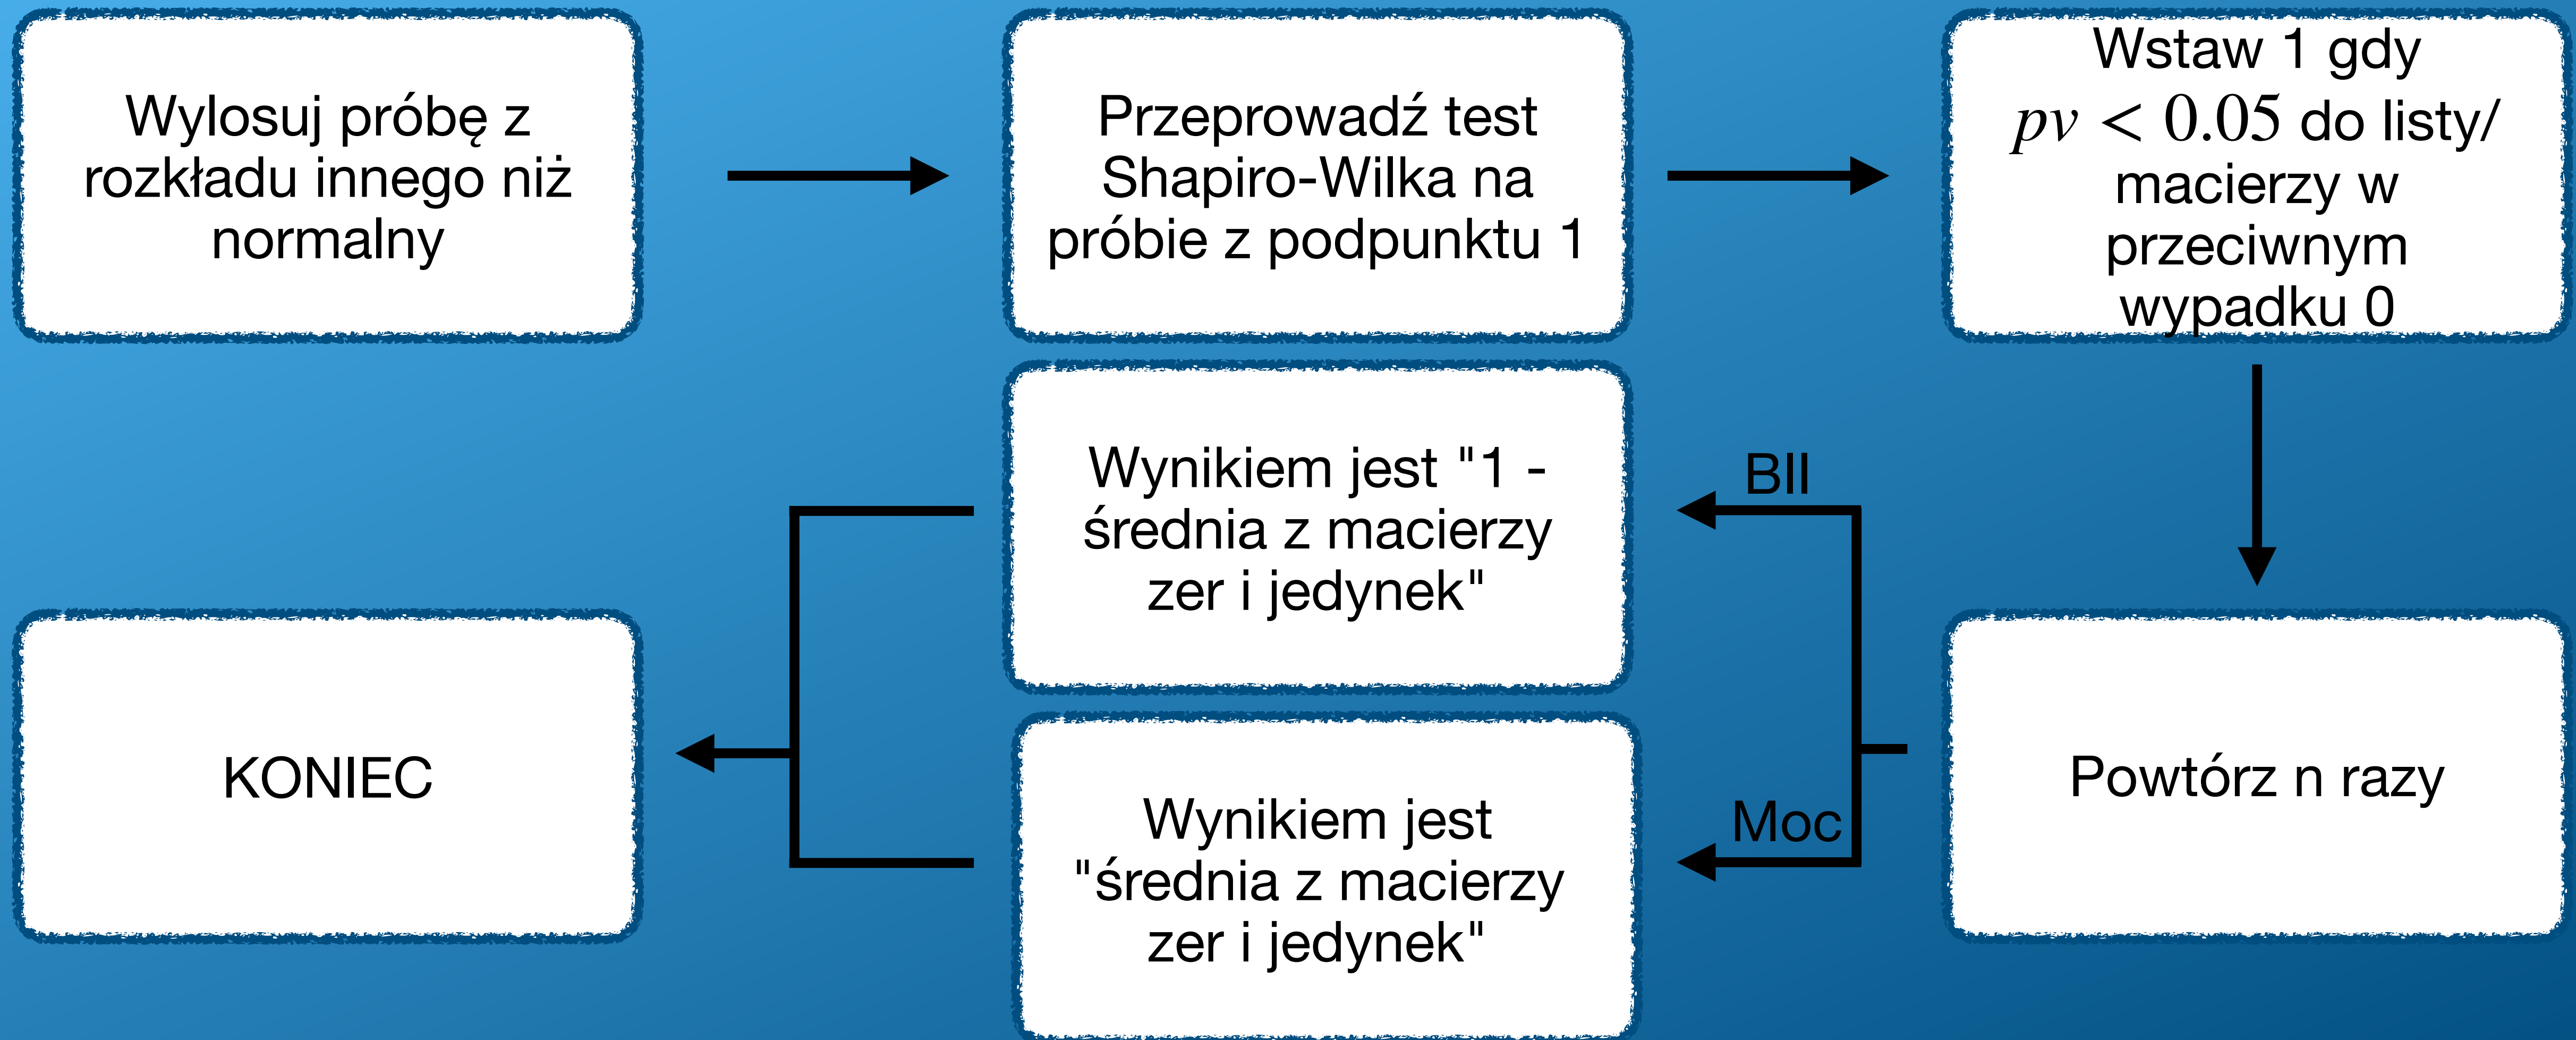 Wylosuj próbę z
rozkładu innego niż
normalny
Przeprowadź test
Shapiro-Wilka na
próbie z podpunktu 1
Wstaw 1 gdy
pv < 0.05 do listy/
macierzy w
przeciwnym
wypadku 0
Powtórz n razy
BII
Wynikiem jest "1 -
średnia z macierzy
zer i jedynek"
Moc
Wynikiem jest
"średnia z macierzy
zer i jedynek"
KONIEC